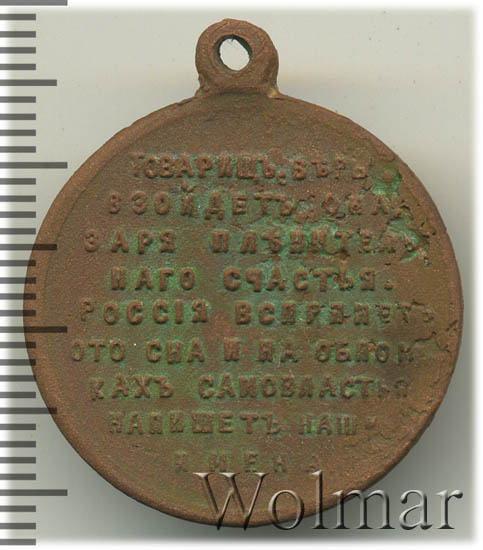 ТОВАРИЩЪ, ВѢРЬ
ВЗОЙДЕТЪ ОНА,
ЗАРЯ ПЛѢНИТЕЛЬ
НАГО СЧАСТЬЯ.
РОССІЯ ВСПРЯНЕТЪ
ОТО СНА И НА ОБЛОМ
КАХЪ САМОВЛАСТЬЯ
НАПИШЕТЪ НАШИ
ИМЕНА
Wolmar